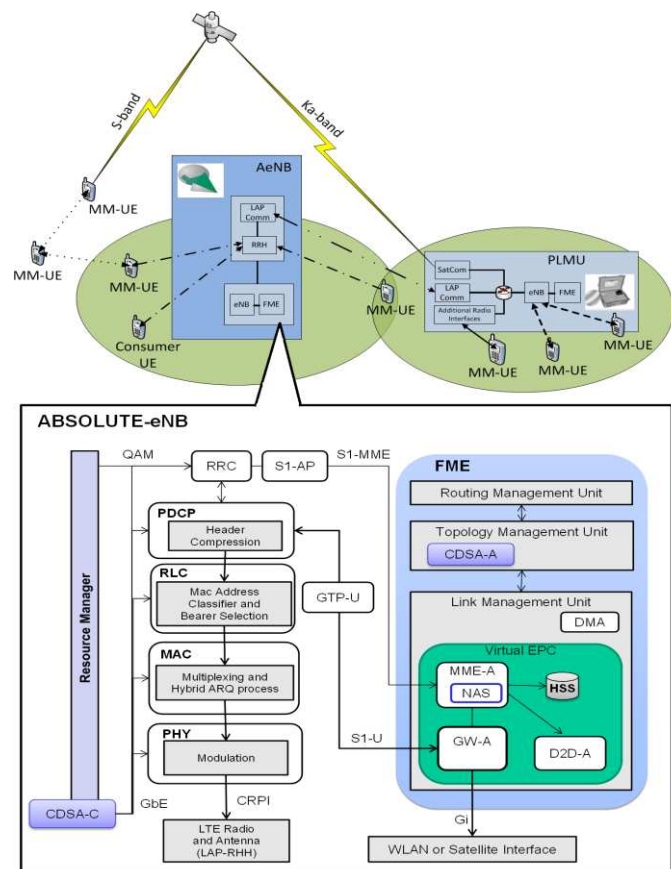 S-band
Ka-band
AeNB
LAP
Comm
RRH
eNB
FME
MM-UE
MM-UE
MM-UE
Consumer
UE
MM-UE
PLMU
SatCom
LAP
Comm
Additional Radio
Interfaces
eNB
FME
MM-UE
MM-UE
MM-UE
ABSOLUTE-eNB
QAM
RRC
S1-AP
S1-MME
Resource Manager
PDCP
Header
Compression
RLC
Mac Address
Classifier and
Bearer Selection
MAC
Multiplexing and
Hybrid ARQ process
PHY
Modulation
GTP-U
S1-U
CDSA-C
GbE
CRPI
LTE Radio
and Antenna
(LAP-RHH)
FME
Routing Management Unit
Topology Management Unit
CDSA-A
Link Management Unit
DMA
Virtual EPC
MME-A
NAS
HSS
GW-A
D2D-A
Gi
WLAN or Satellite Interface